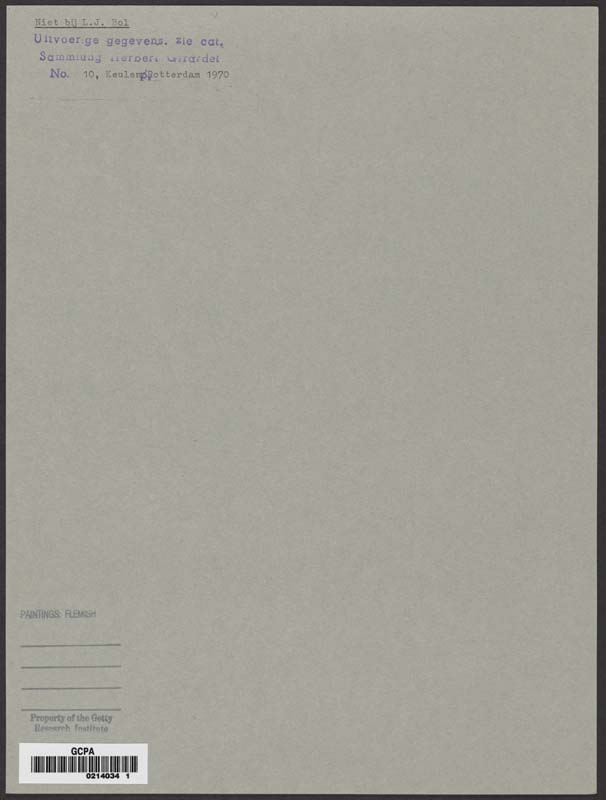 Niet bij L.J. Bol
Uitvoerige gegevens, zie cat.
Sammlung Herbert Girardet
No. 10, Keulen/Rotterdam 1970
PAINTINGS: FLEMISH
Property of the Getty
Research Institute
GCPA
0214034 1